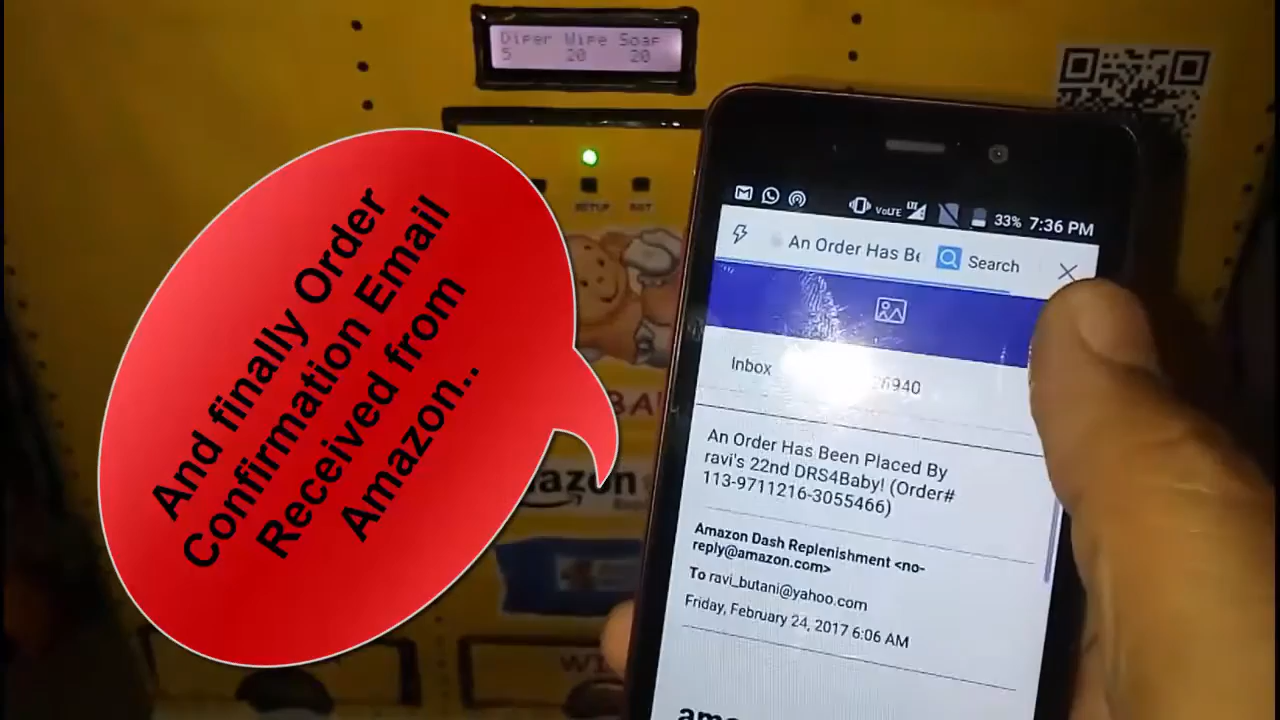 Diper Wipe Soap
5 20 20
SETUP
And finally Order
Confirmation Email
Received from
Amazon..
33% 7:36 PM
An Order Has Be
Search
Inbox
6940
An Order Has Been Placed By
ravi's 22nd DRS4Baby! (Order#
113-9711216-3055466)
Amazon Dash Replenishment <no-
reply@amazon.com>
To ravi_butani@yahoo.com
Friday, February 24, 2017 6:06 AM